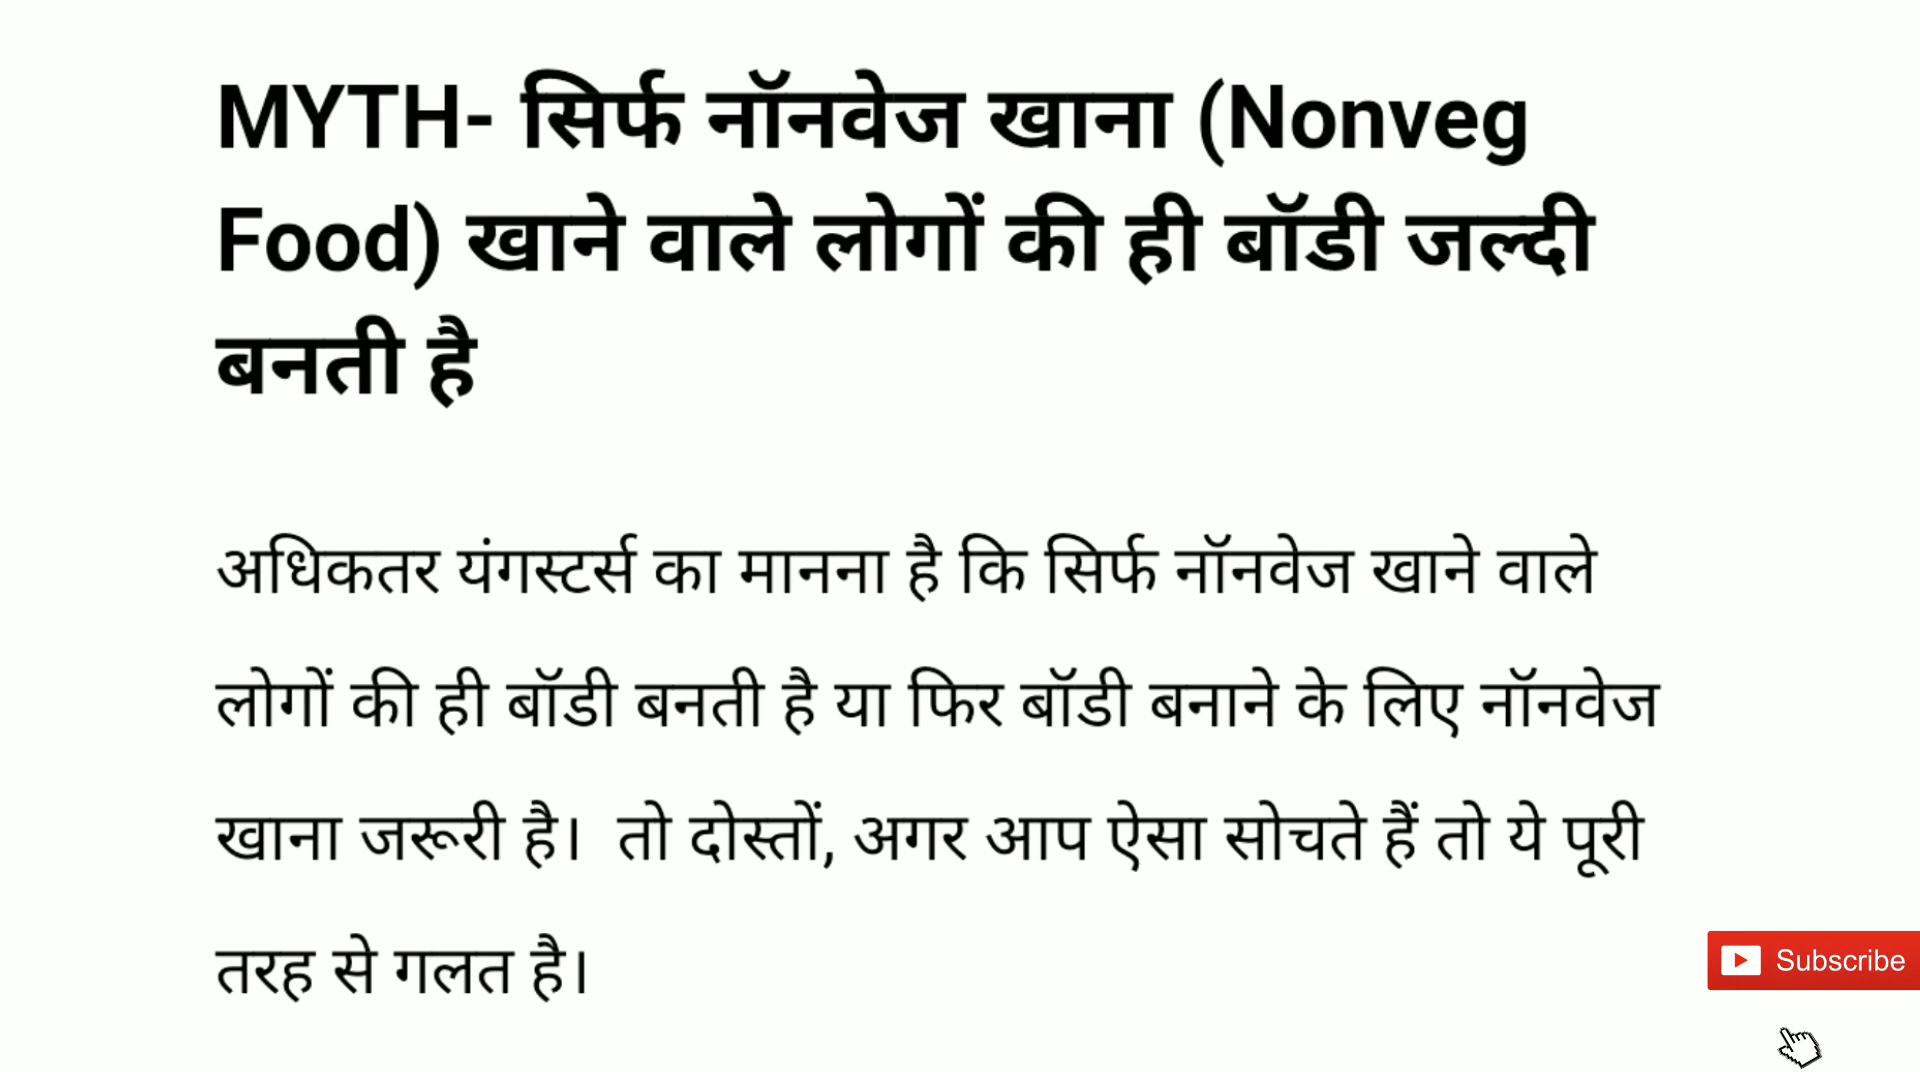 MYTH- सिर्फ नॉनवेज खाना (Nonveg
Food) खाने वाले लोगों की ही बॉडी जल्दी
बनती है
अधिकतर यंगस्टर्स का मानना है कि सिर्फ नॉनवेज खाने वाले
लोगों की ही बॉडी बनती है या फिर बॉडी बनाने के लिए नॉनवेज
खाना जरूरी है। तो दोस्तों, अगर आप ऐसा सोचते हैं तो ये पूरी
तरह से गलत है।
Subscribe